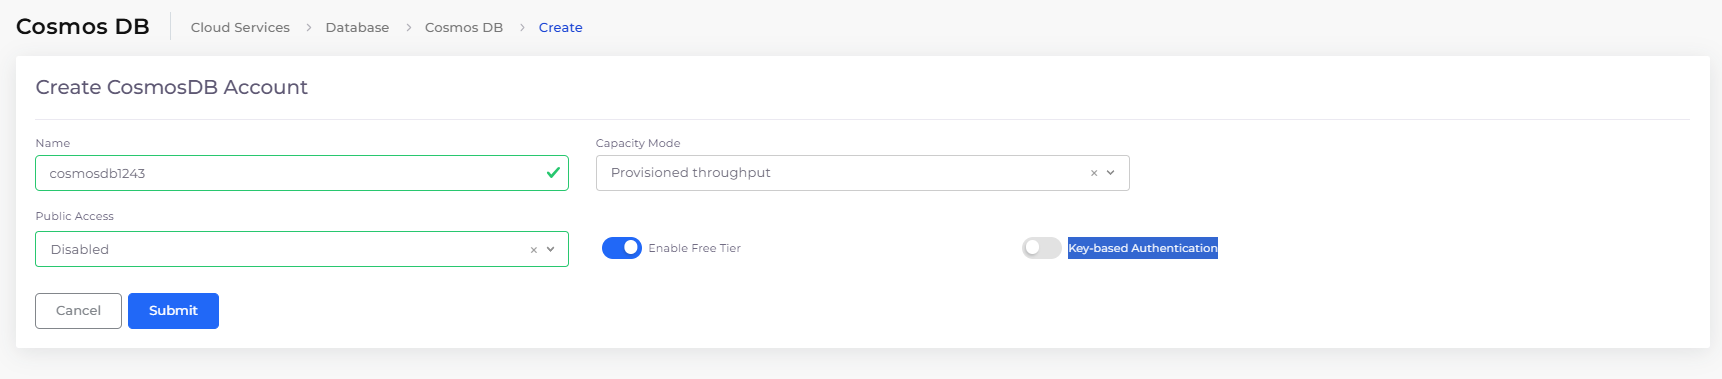 Cosmos DB
Cloud Services > Database > Cosmos DB > Create
Create CosmosDB Account
Name
cosmosdb1243
Capacity Mode
Provisioned throughput
Public Access
Disabled
Enable Free Tier
Key-based Authentication
Cancel
Submit